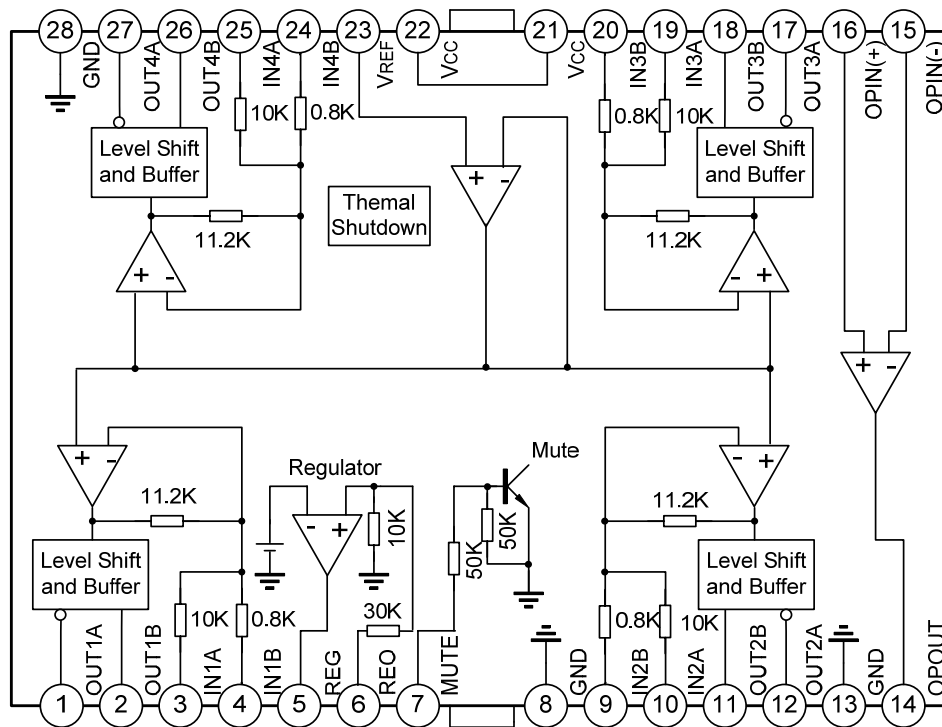 28 27 26 25 24 23 22 21 20 19 18 17 16 15
GND OUT4A OUT4B IN4A IN4B VREF VCC VCC IN3B IN3A OUT3B OUT3A OPIN(+) OPIN(-)
10K 0.8K 0.8K 10K
Level Shift
and Buffer
Level Shift
and Buffer
Themal
Shutdown
+ -
11.2K 11.2K
+ - - +
+ -
+ - - +
Regulator
Mute
11.2K
- +
10K
50K
50K
11.2K
Level Shift
and Buffer
Level Shift
and Buffer
10K 0.8K
30K
0.8K 10K
OUT1A OUT1B IN1A IN1B REG REO MUTE GND IN2B IN2A OUT2B OUT2A GND OPOUT
1 2 3 4 5 6 7 8 9 10 11 12 13 14